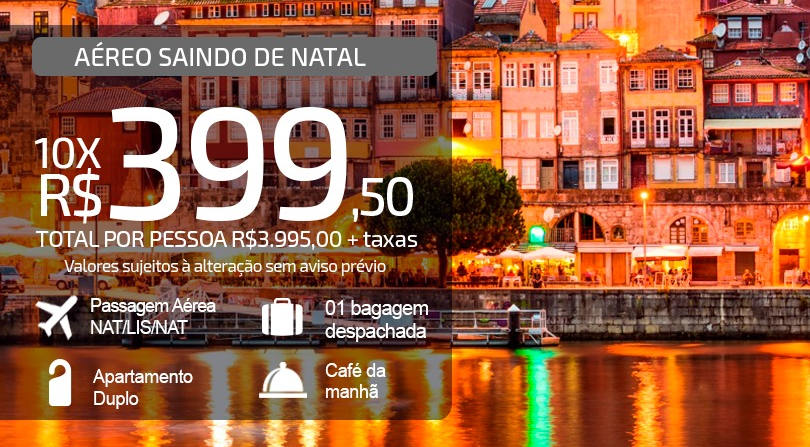 AÉREO SAINDO DE NATAL
10X
R$399,50
TOTAL POR PESSOA R$3.995,00 + taxas
Valores sujeitos à alteração sem aviso prévio
Passagem Aérea
NAT/LIS/NAT
01 bagagem
despachada
Apartamento
Duplo
Café da
manhã